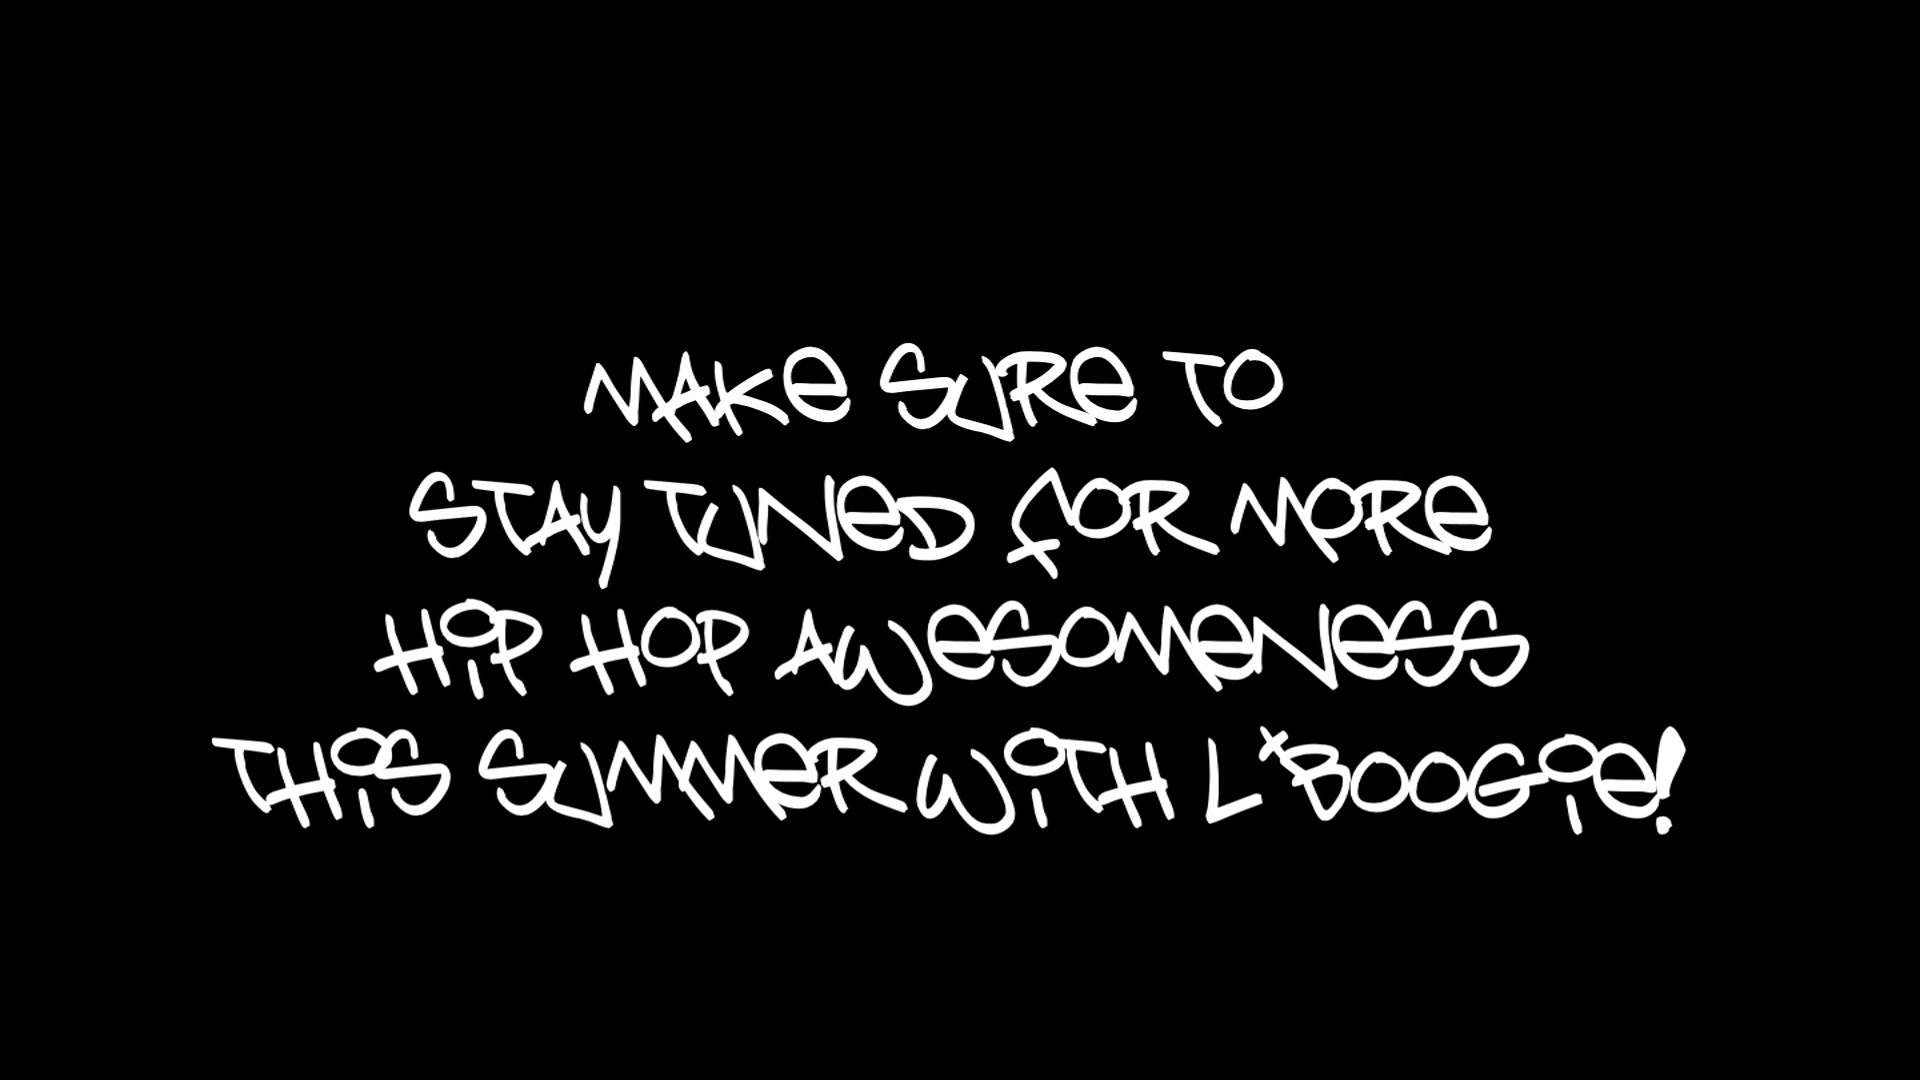 MAKe SURe TO
STAY TUNeD FOR MORe
HiP HOP AWeSOMeNeSS
THiS SUMMeR WiTH L*BOOGie!